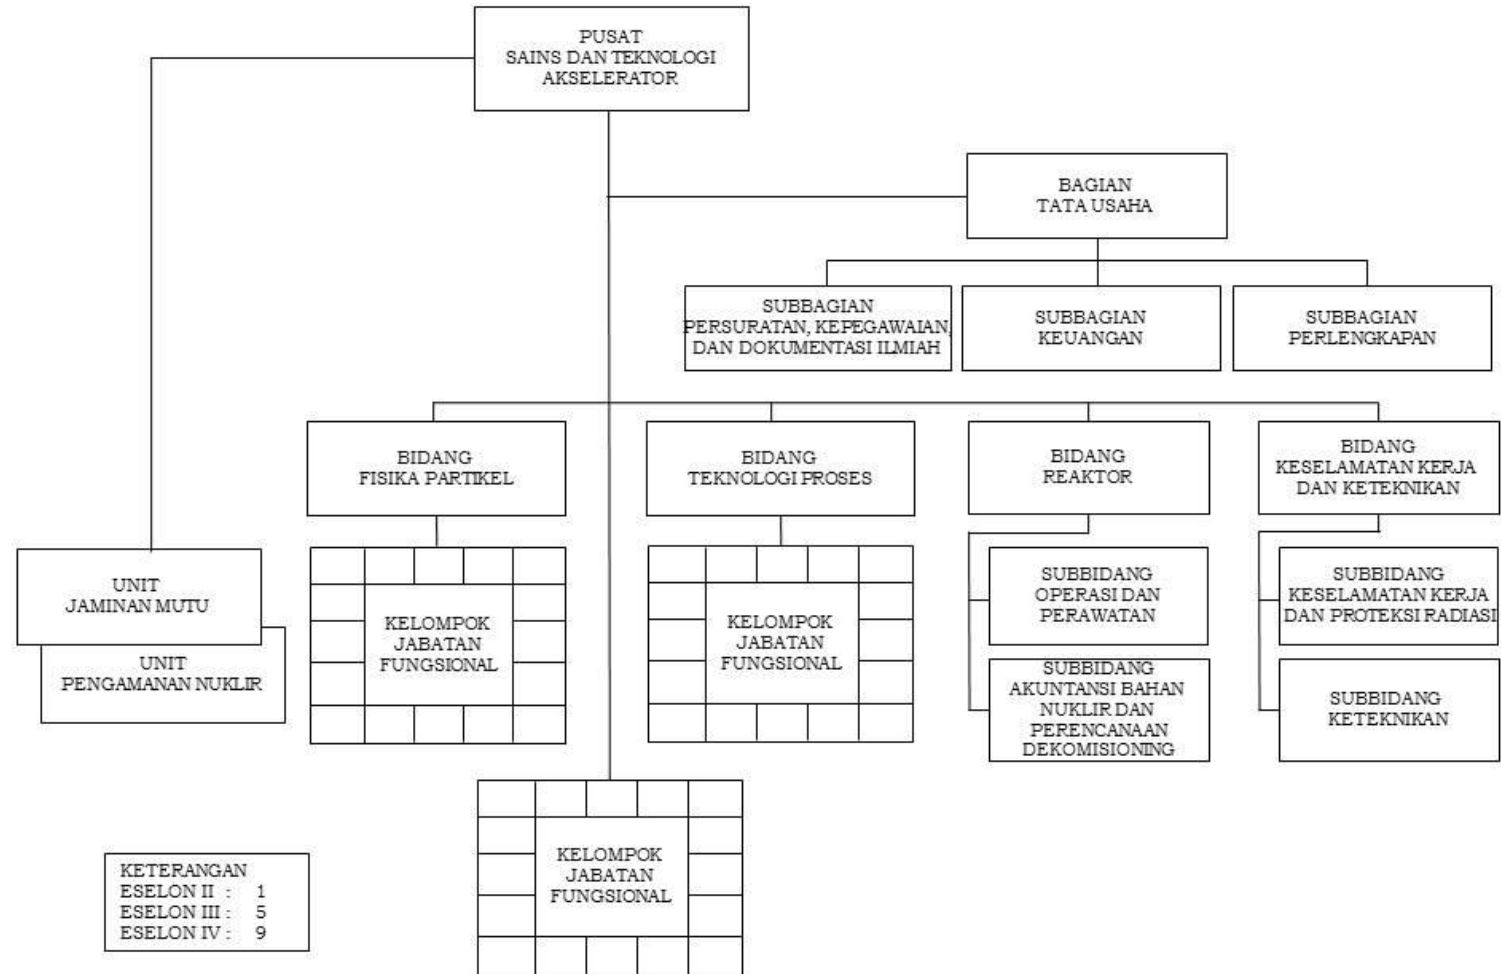 PUSAT
SAINS DAN TEKNOLOGI
AKSELERATOR
BAGIAN
TATA USAHA
SUBBAGIAN
PERSURATAN, KEPEGAWAIAN,
DAN DOKUMENTASI ILMIAH
SUBBAGIAN
KEUANGAN
SUBBAGIAN
PERLENGKAPAN
BIDANG
FISIKA PARTIKEL
BIDANG
TEKNOLOGI PROSES
BIDANG
REAKTOR
BIDANG
KESELAMATAN KERJA
DAN KETEKNIKAN
UNIT
JAMINAN MUTU
UNIT
PENGAMANAN NUKLIR
KELOMPOK
JABATAN
FUNGSIONAL
KELOMPOK
JABATAN
FUNGSIONAL
SUBBIDANG
OPERASI DAN
PERAWATAN
SUBBIDANG
AKUNTANSI BAHAN
NUKLIR DAN
PERENCANAAN
DEKOMISIONING
SUBBIDANG
KESELAMATAN KERJA
DAN PROTEKSI RADIASI
SUBBIDANG
KETEKNIKAN
KELOMPOK
JABATAN
FUNGSIONAL
KETERANGAN
ESELON II : 1
ESELON III : 5
ESELON IV : 9